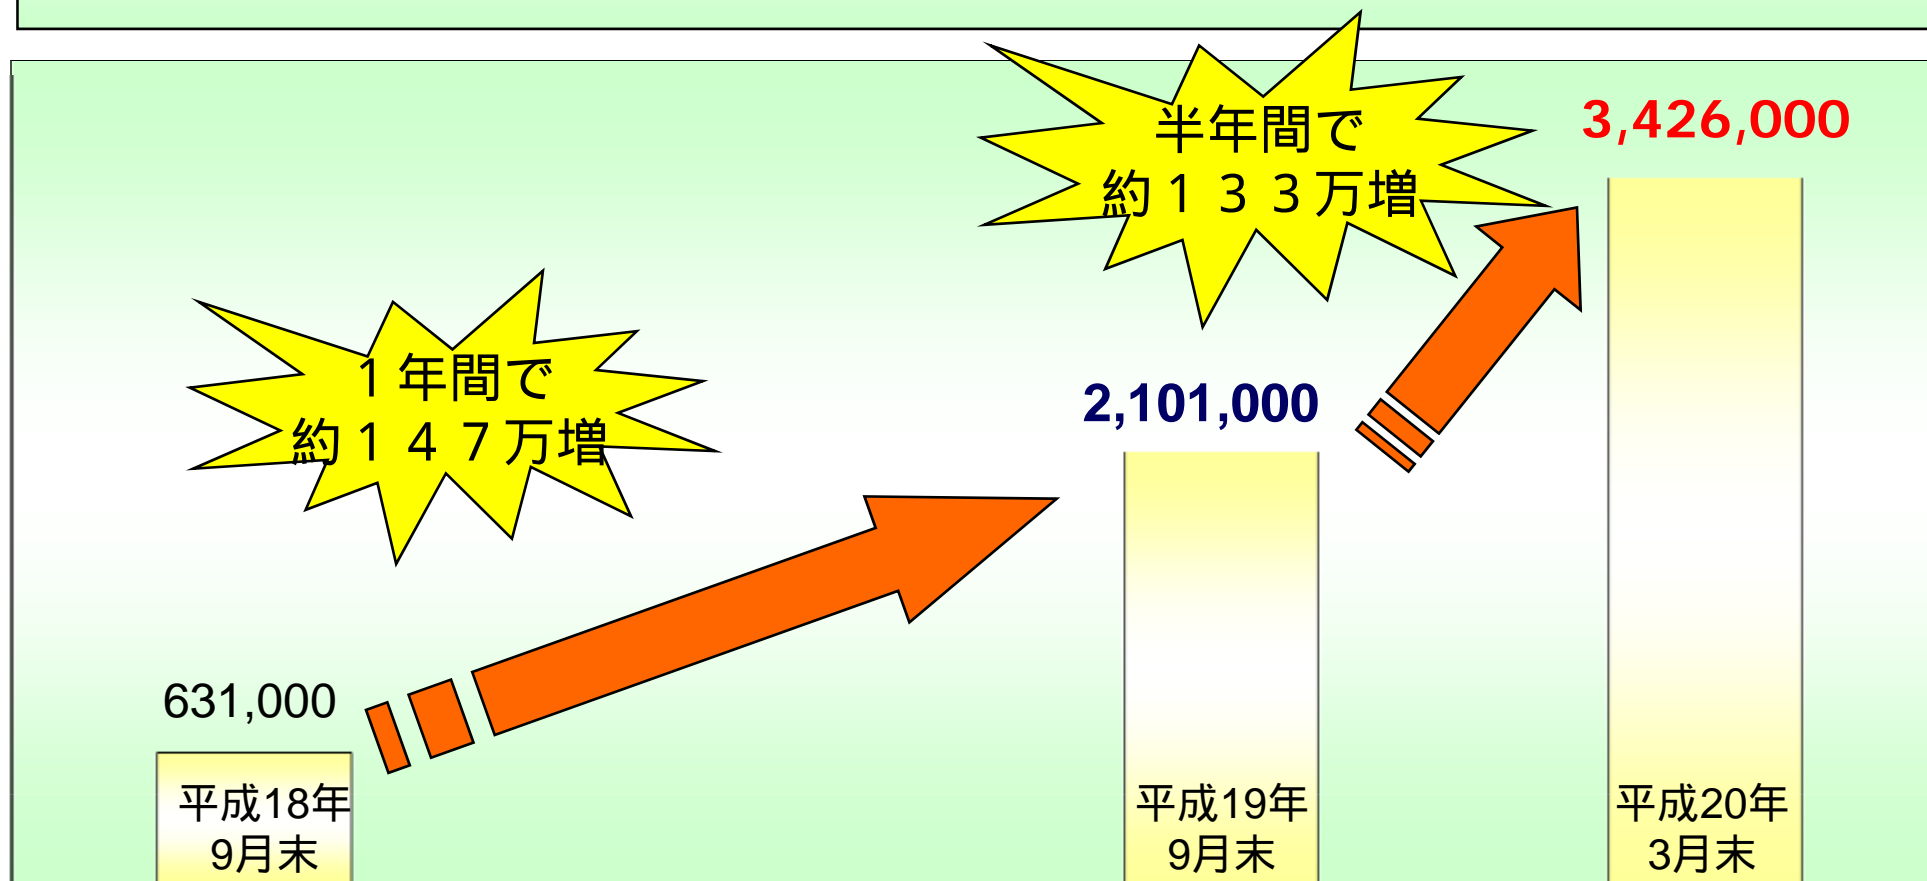 半年間で
約１３３万増
3,426,000
１年間で
約１４７万増
2,101,000
631,000
平成18年
9月末
平成19年
9月末
平成20年
3月末